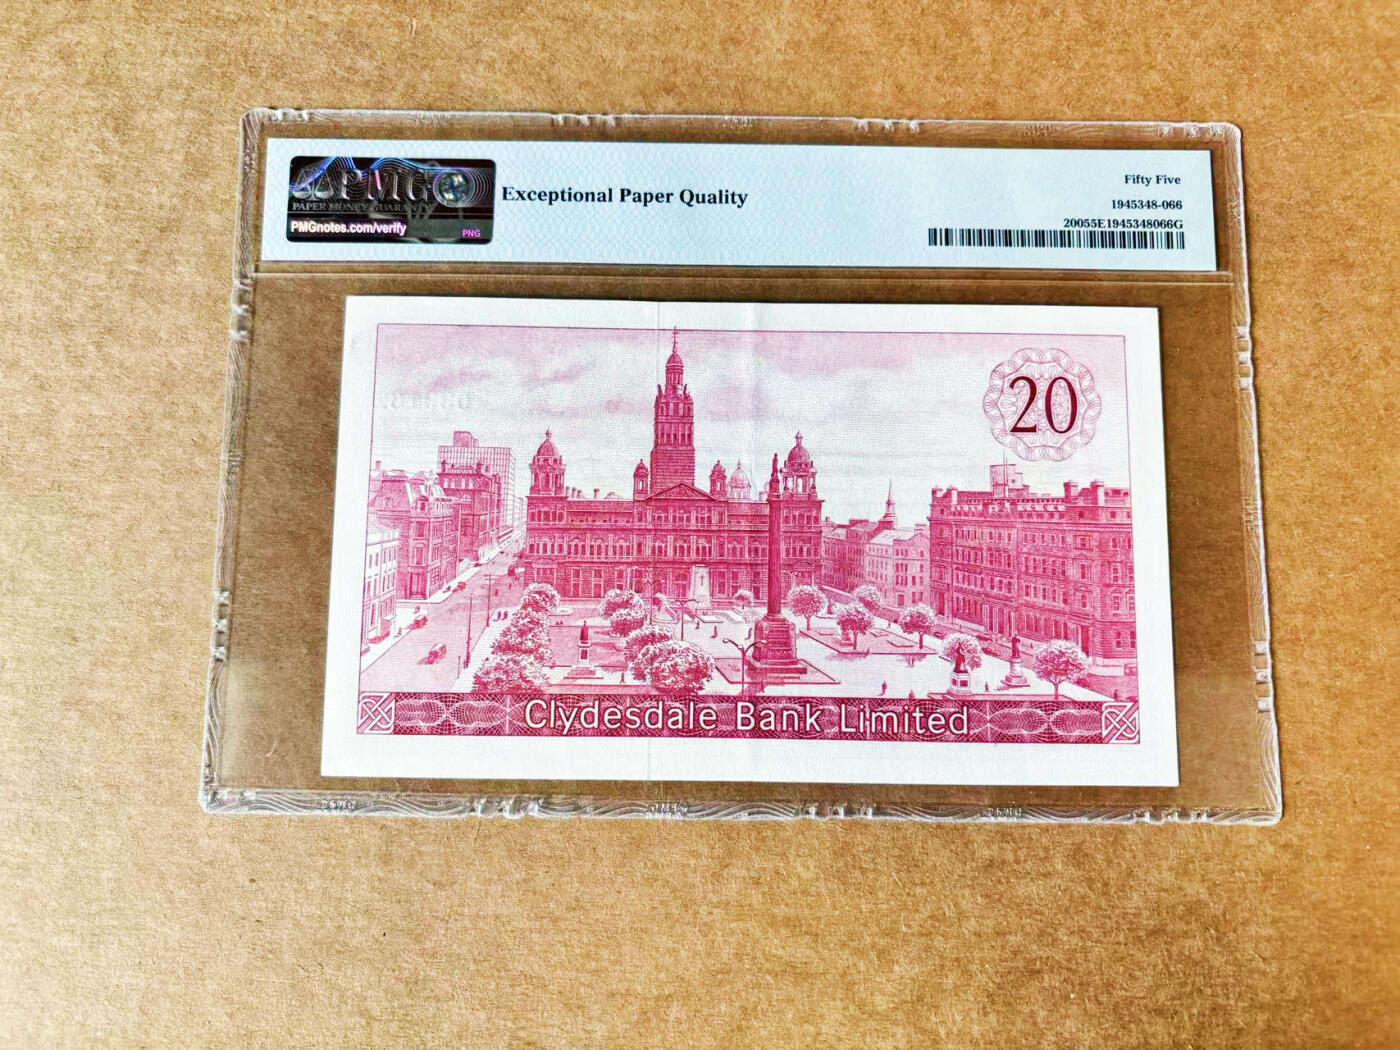 PMG
PAPER MONEY GUARANTY
PMGnotes.com/verify
PNG
Exceptional Paper Quality
Fifty Five
1945348-066
20055E1945348066G
20
Clydesdale Bank Limited